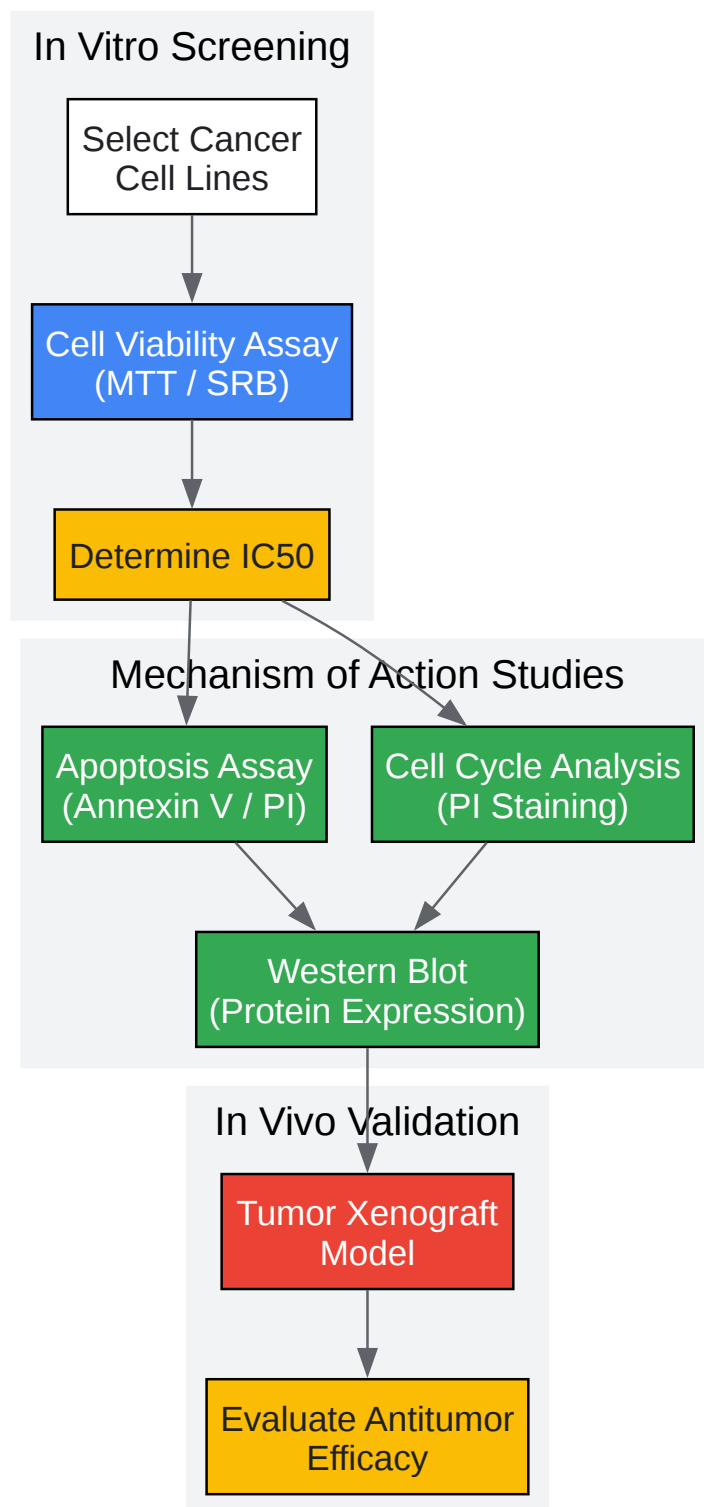 In Vitro Screening
Select Cancer
Cell Lines
Cell Viability Assay
(MTT / SRB)
Determine IC50
Mechanism of Action Studies
Apoptosis Assay
(Annexin V / PI)
Cell Cycle Analysis
(PI Staining)
Western Blot
(Protein Expression)
In Vivo Validation
Tumor Xenograft
Model
Evaluate Antitumor
Efficacy